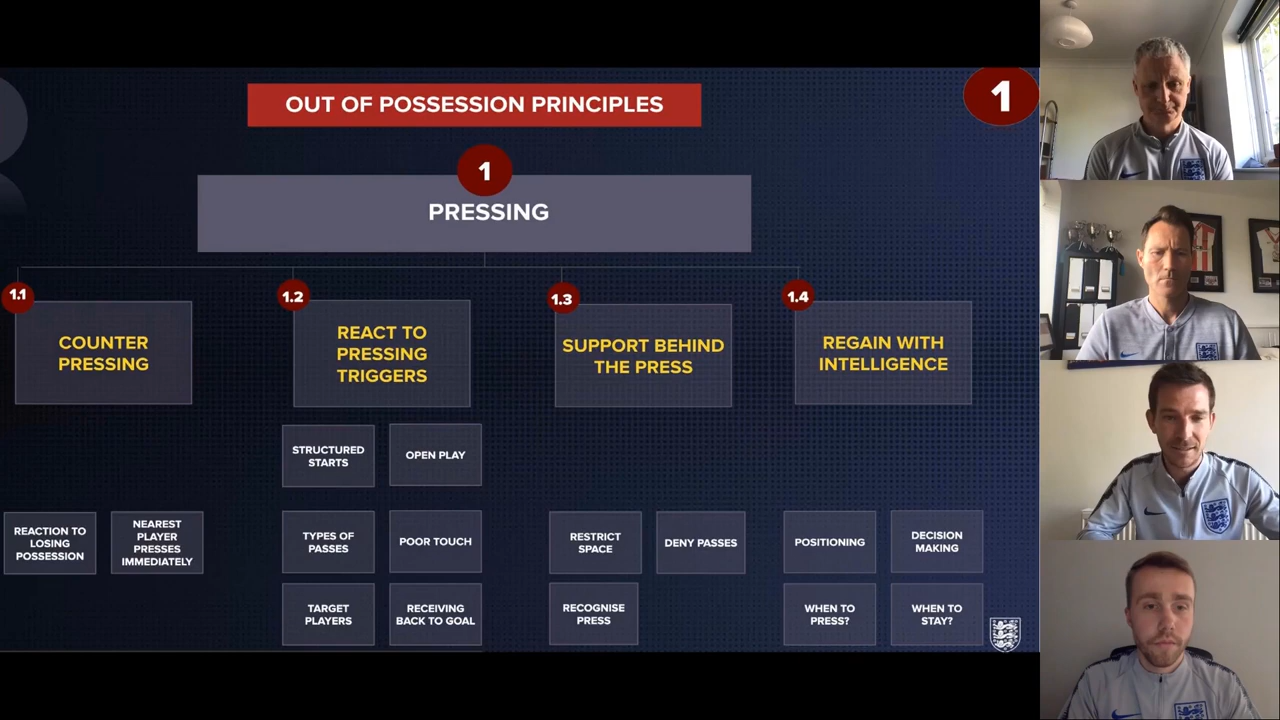 OUT OF POSSESSION PRINCIPLES
1
1
PRESSING
1.1
COUNTER
PRESSING
1.2
REACT TO
PRESSING
TRIGGERS
1.3
SUPPORT BEHIND
THE PRESS
1.4
REGAIN WITH
INTELLIGENCE
STRUCTURED
STARTS
OPEN PLAY
REACTION TO
LOSING
POSSESSION
NEAREST
PLAYER
PRESSES
IMMEDIATELY
TYPES OF
PASSES
POOR TOUCH
RESTRICT
SPACE
DENY PASSES
POSITIONING
DECISION
MAKING
TARGET
PLAYERS
RECEIVING
BACK TO GOAL
RECOGNISE
PRESS
WHEN TO
PRESS?
WHEN TO
STAY?